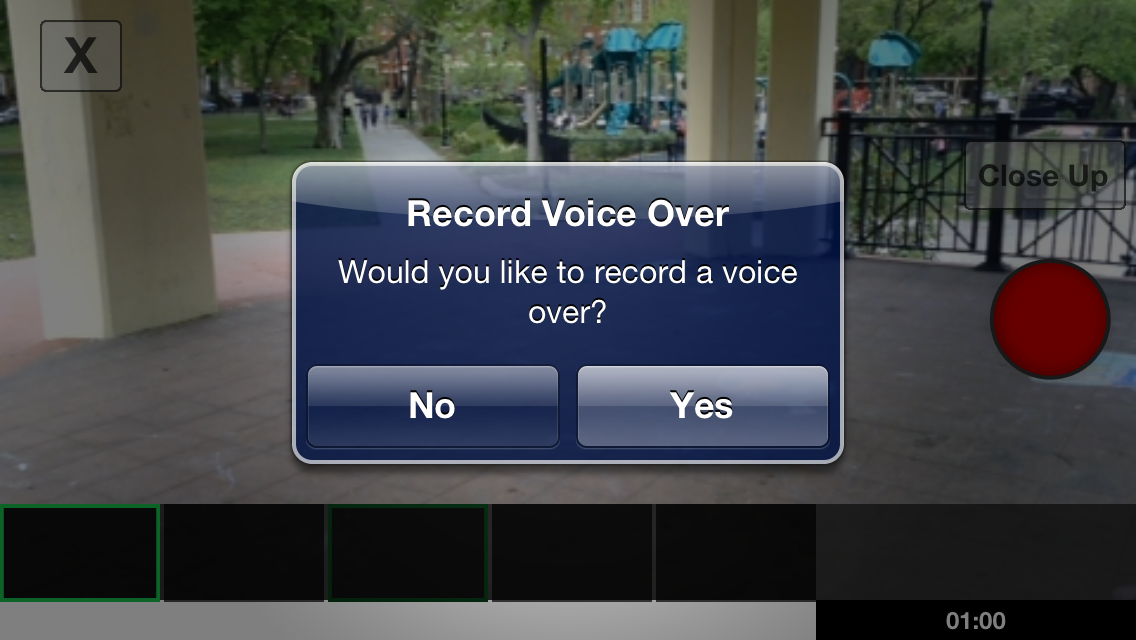 X
Close Up
Record Voice Over
Would you like to record a voice
over?
No
Yes
01:00